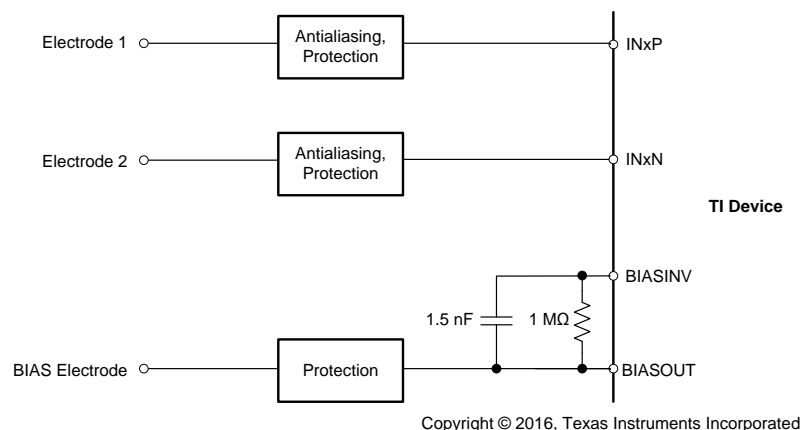 Electrode 1
Antialiasing,
Protection
INxP
Electrode 2
Antialiasing,
Protection
INxN
TI Device
BIASINV
1.5 nF
1 MΩ
BIAS Electrode
Protection
BIASOUT
Copyright © 2016, Texas Instruments Incorporated